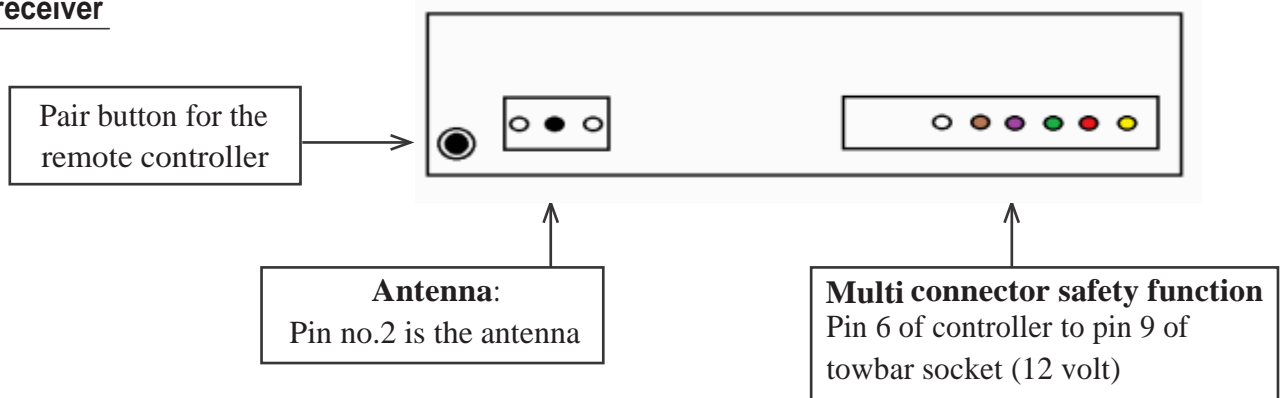 receiver
Pair button for the
remote controller
Antenna:
Pin no.2 is the antenna
Multi connector safety function
Pin 6 of controller to pin 9 of
towbar socket (12 volt)